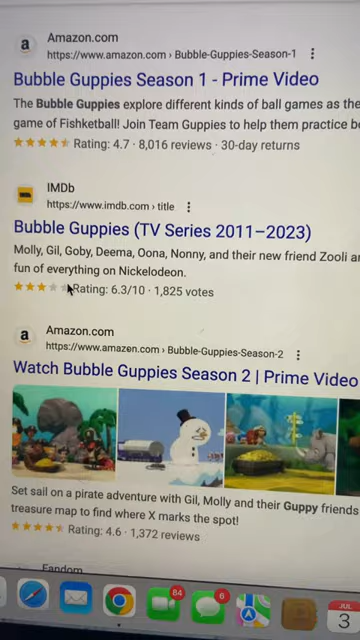 Amazon.com
https://www.amazon.com › Bubble-Guppies-Season-1
Bubble Guppies Season 1 - Prime Video
The Bubble Guppies explore different kinds of ball games as the
game of Fishketball! Join Team Guppies to help them practice
Rating: 4.7 · 8,016 reviews · 30-day returns
IMDb
https://www.imdb.com › title
Bubble Guppies (TV Series 2011–2023)
Molly, Gil, Goby, Deema, Oona, Nonny, and their new friend Zooli
fun of everything on Nickelodeon.
Rating: 6.3/10 · 1,825 votes
Amazon.com
https://www.amazon.com › Bubble-Guppies-Season-2
Watch Bubble Guppies Season 2 | Prime Video
Set sail on a pirate adventure with Gil, Molly and their Guppy friends
treasure map to find where X marks the spot!
Rating: 4.6 · 1,372 reviews
Fandom
84
6
JUL
3